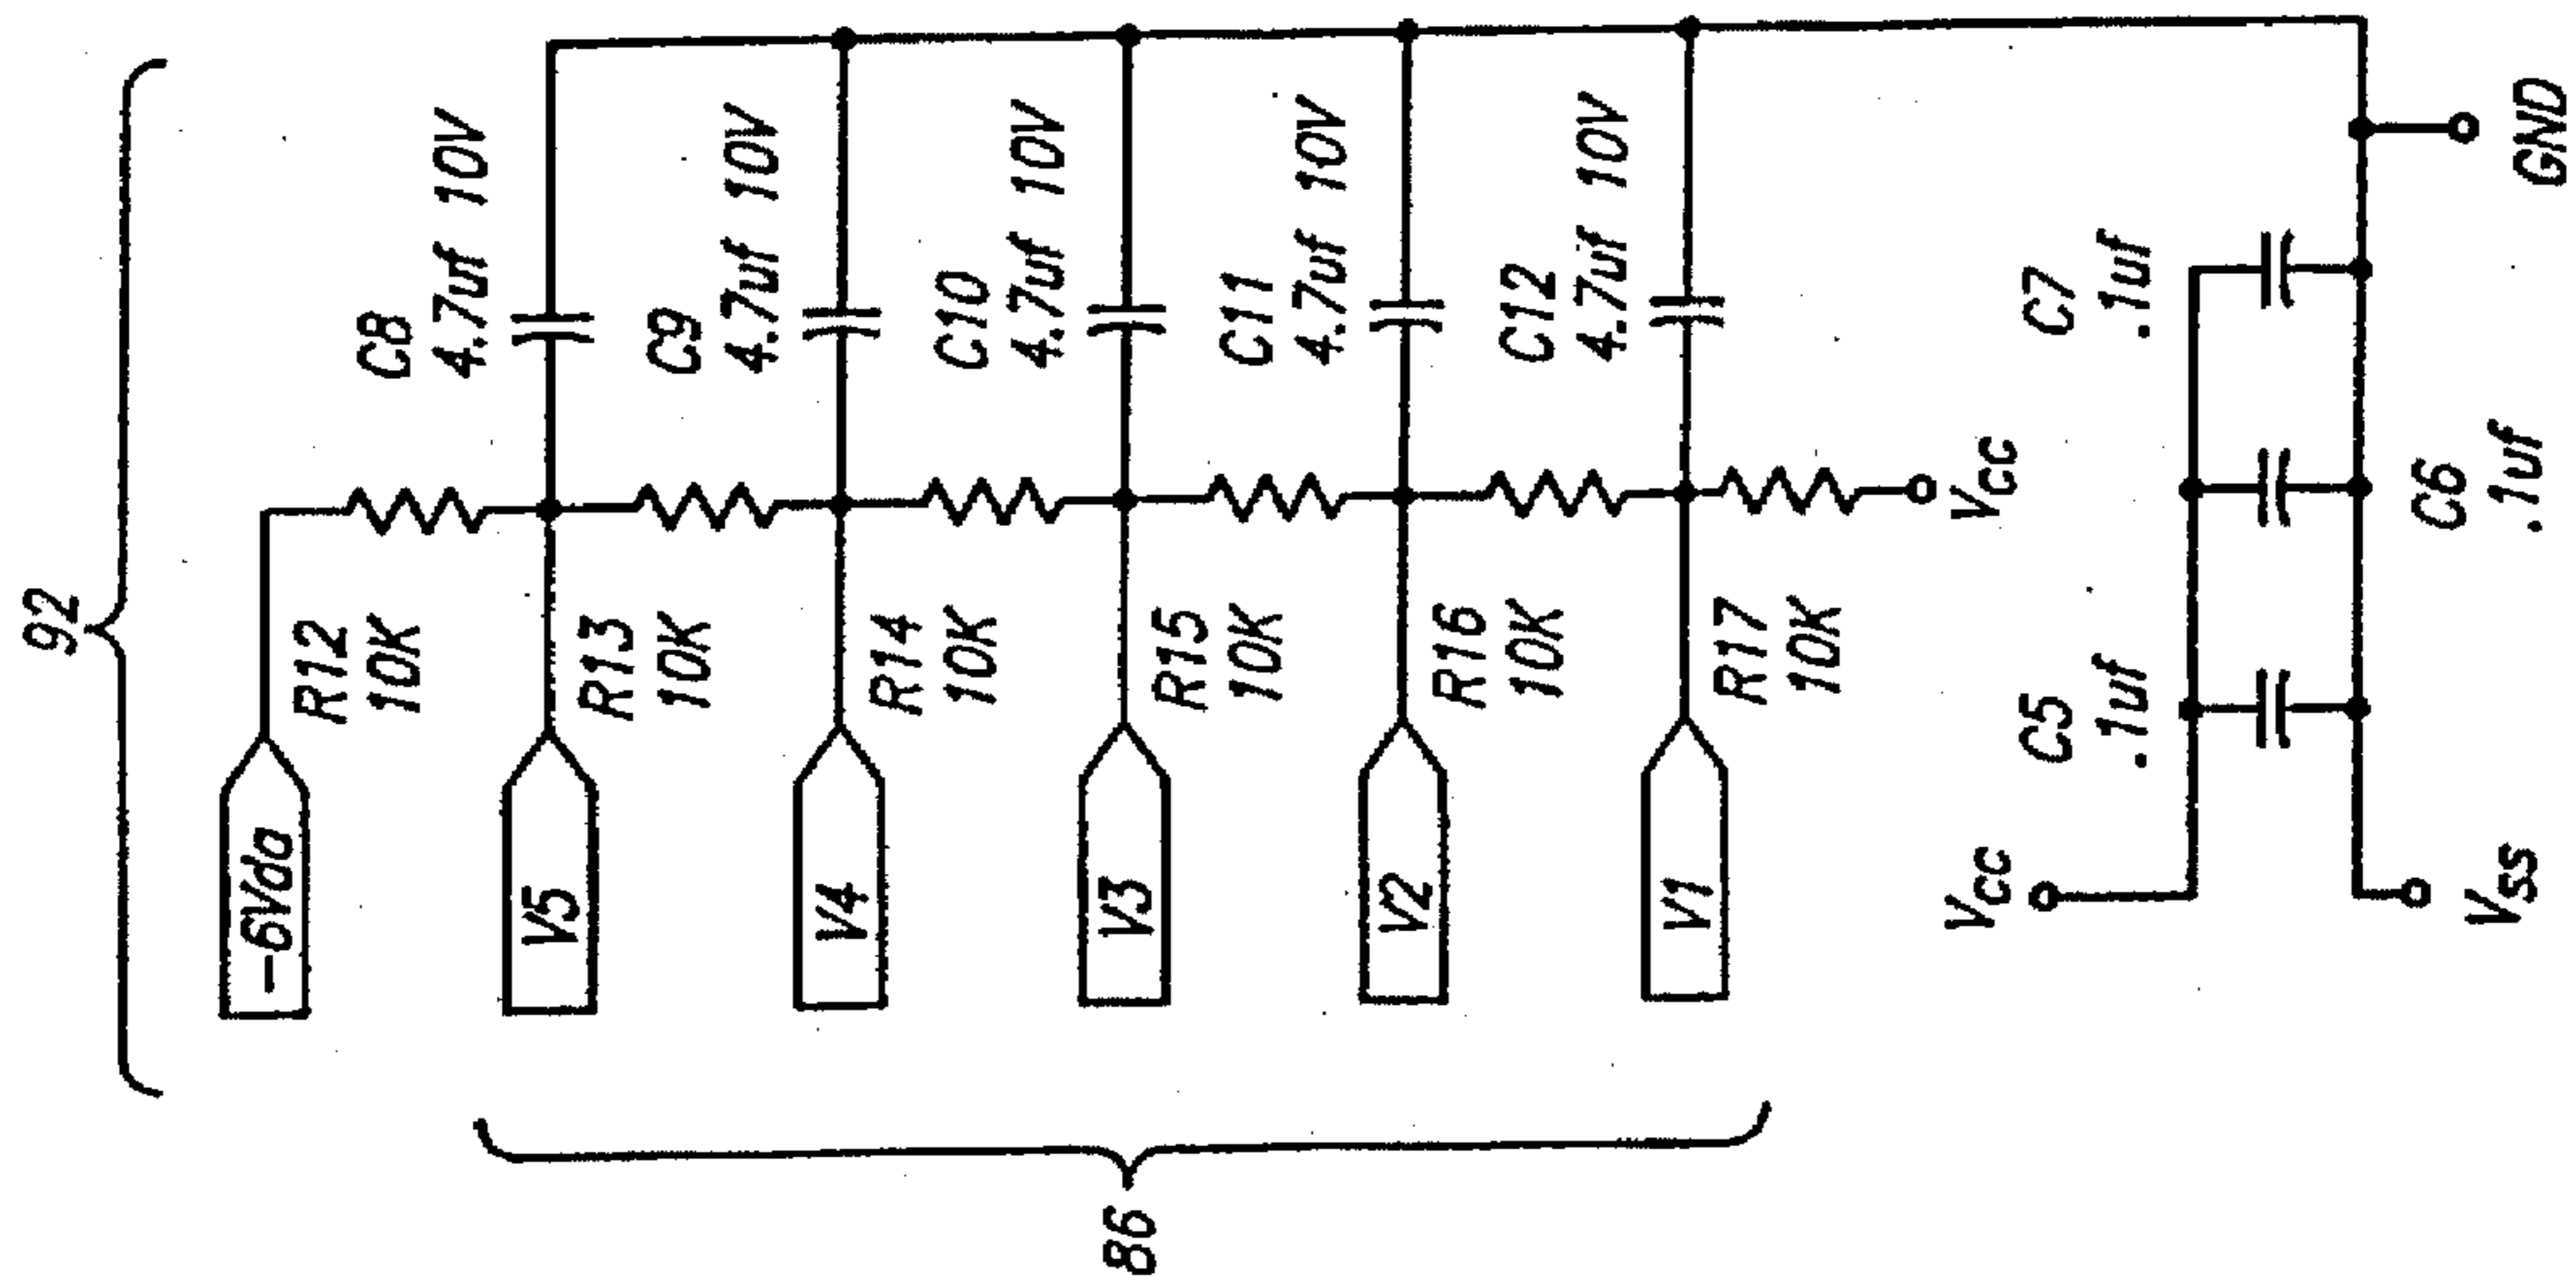 92
-6Vda
R12
10K
C8
4.7uf 10V
V5
R13
10K
C9
4.7uf 10V
V4
R14
10K
C10
4.7uf 10V
V3
R15
10K
C11
4.7uf 10V
V2
R16
10K
C12
4.7uf 10V
V1
R17
10K
Vcc
86
Vcc
C5
.1uf
C7
.1uf
C6
.1uf
Vss
GND